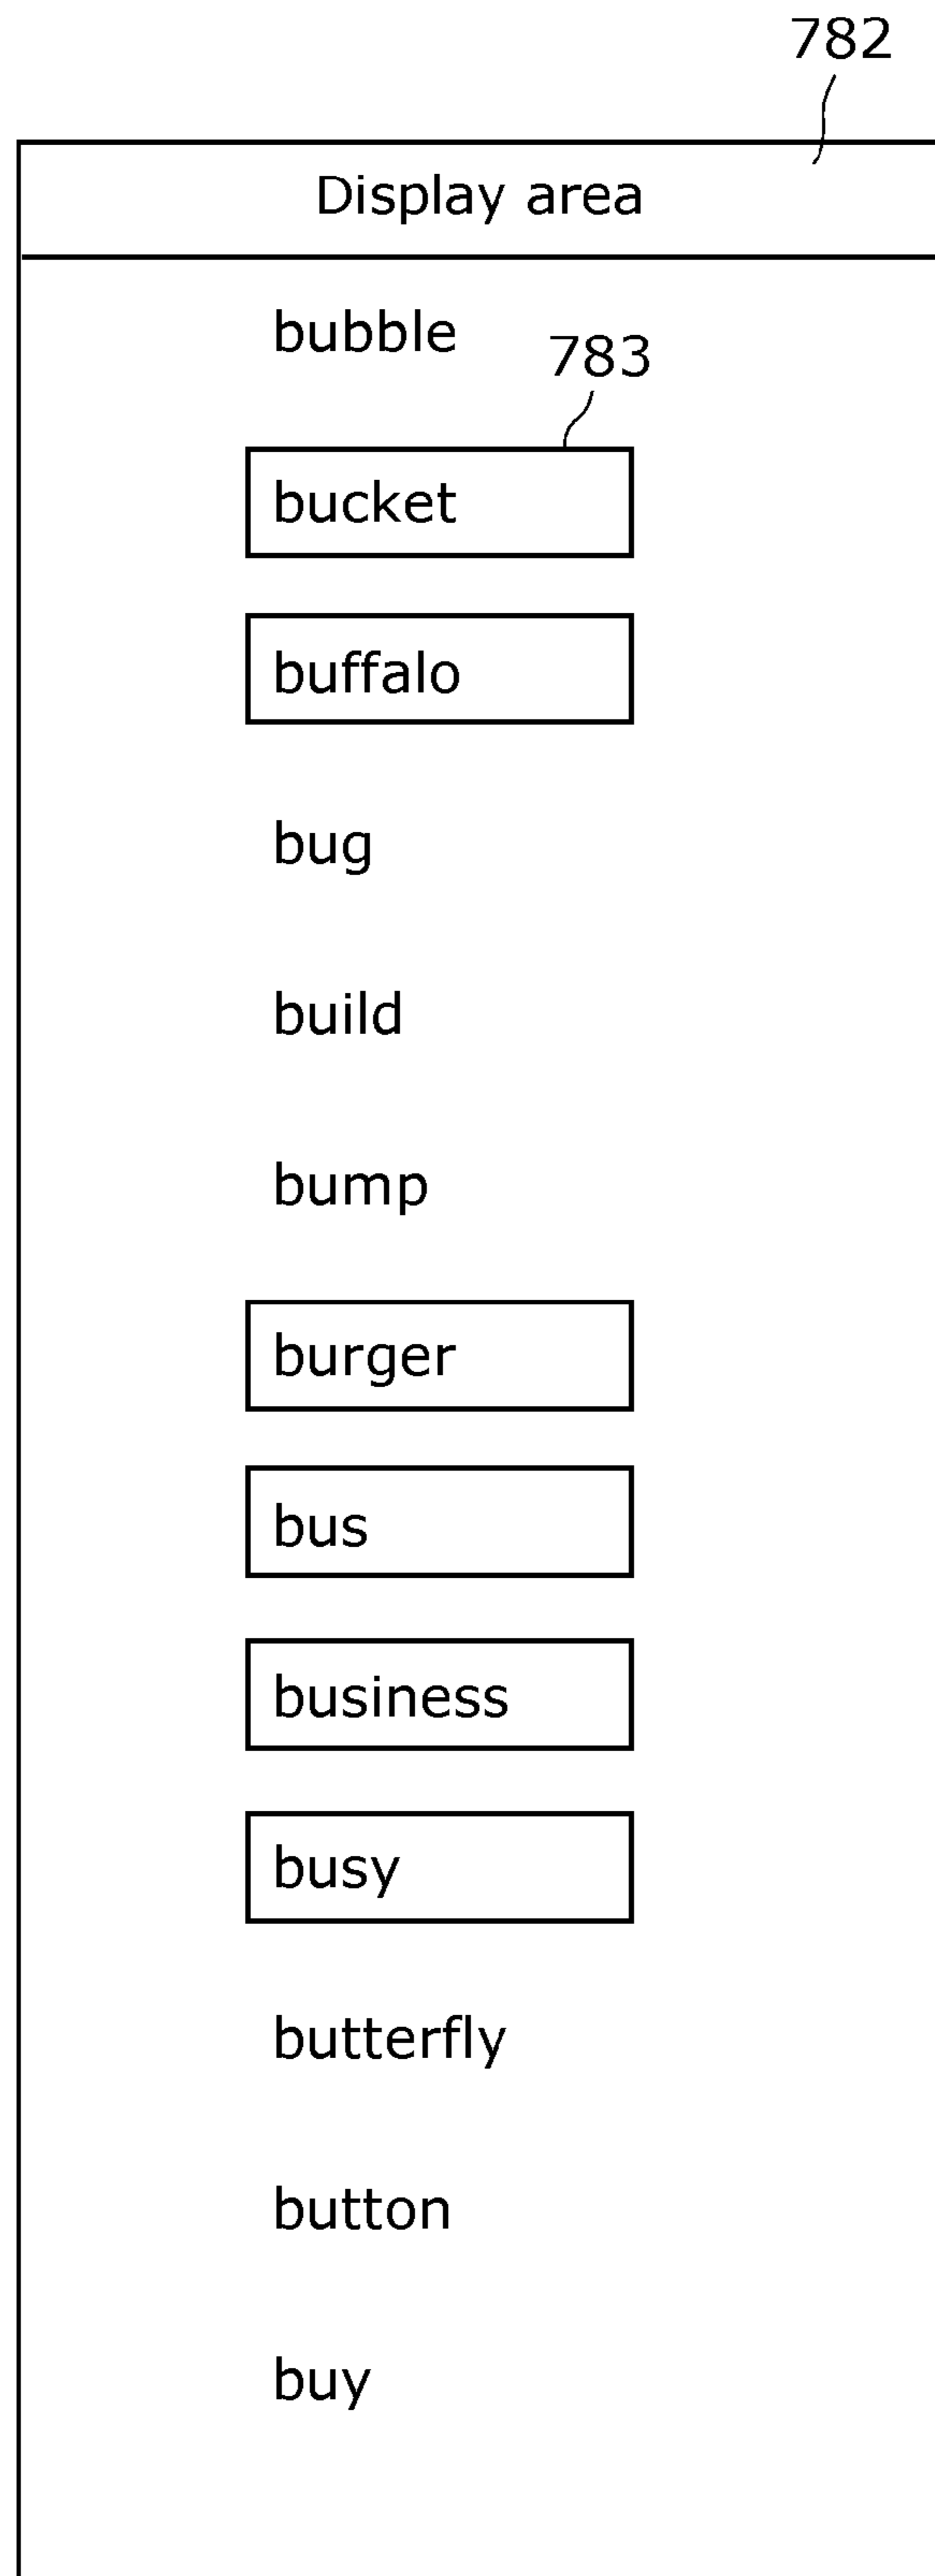 782
Display area
bubble
783
bucket
buffalo
bug
build
bump
burger
bus
business
busy
butterfly
button
buy